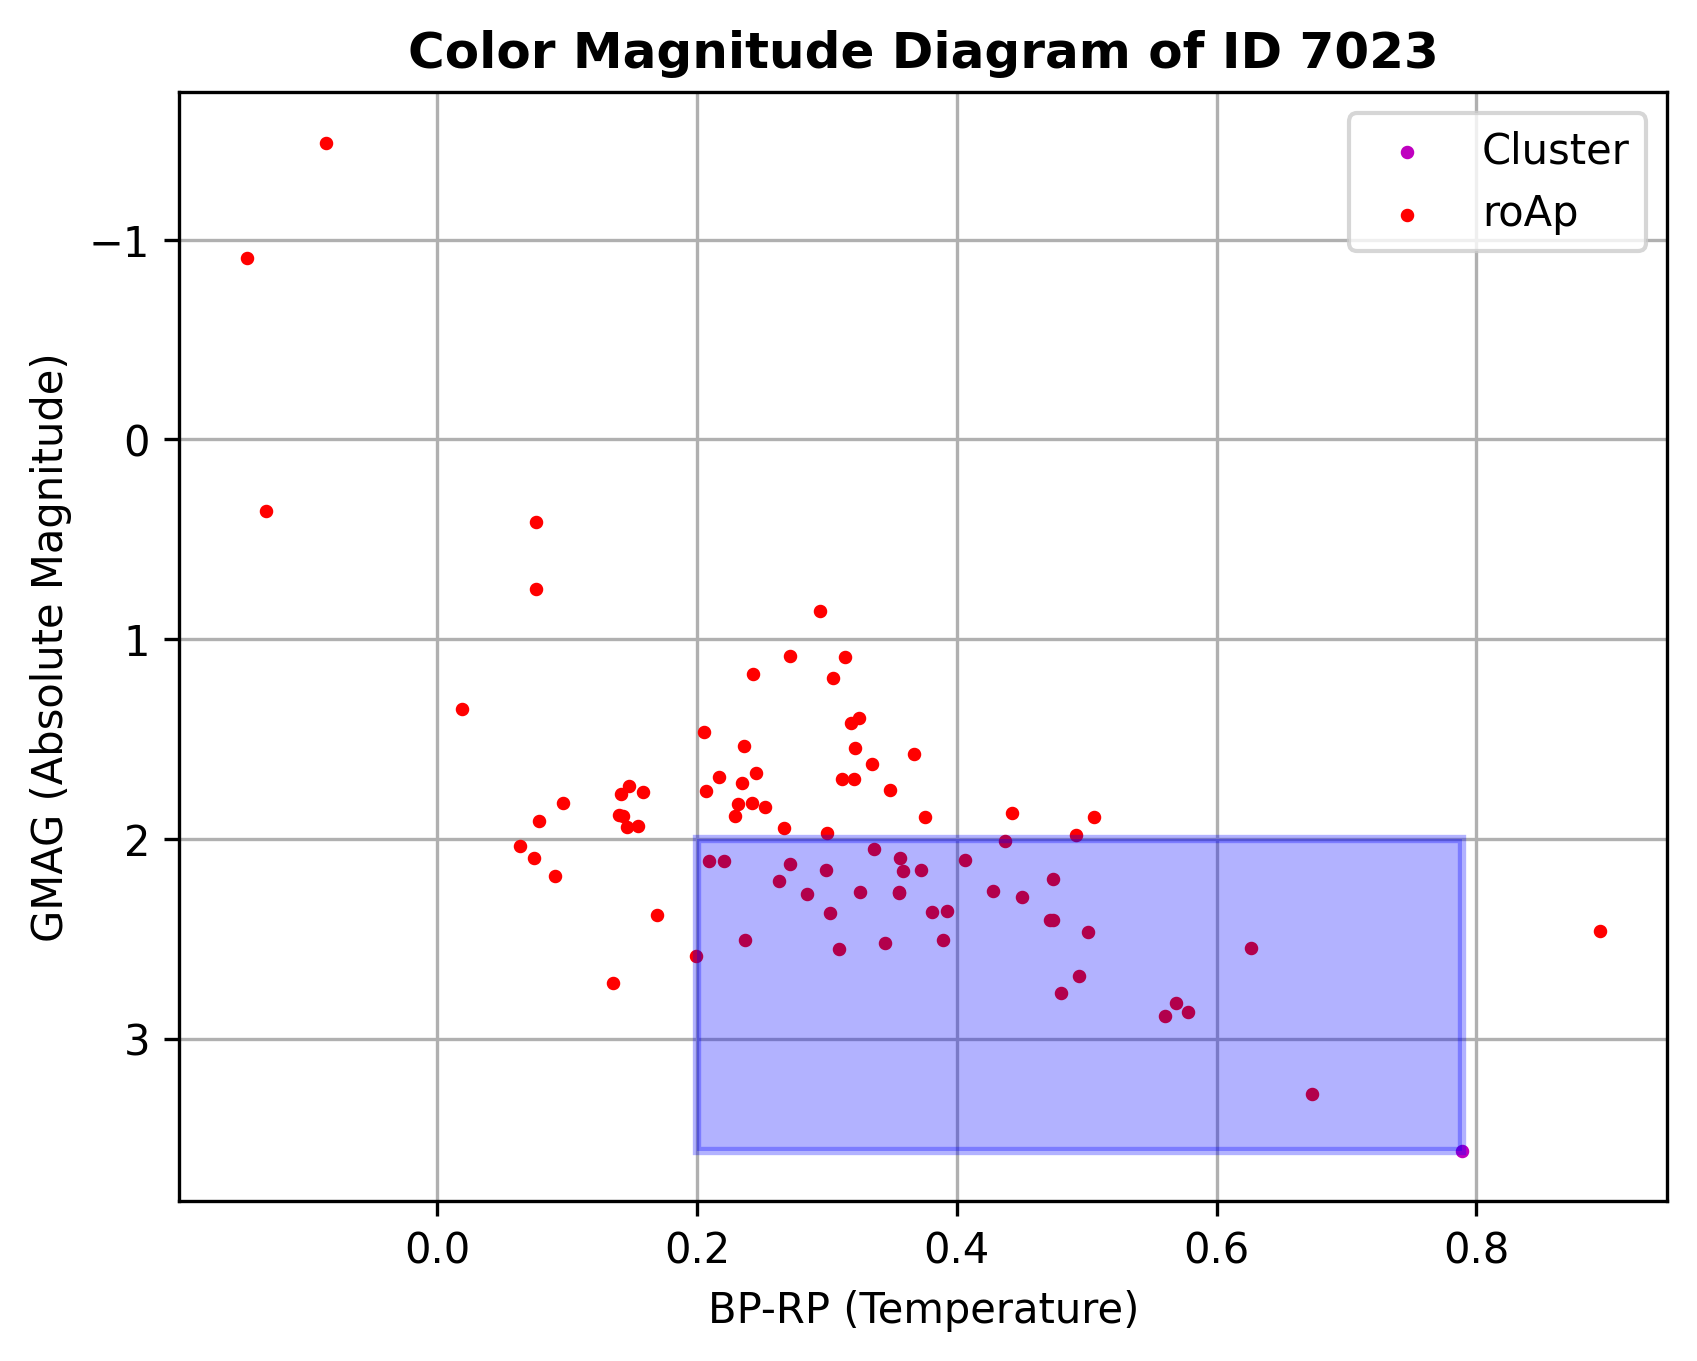 Color Magnitude Diagram of ID 7023
Cluster
roAp
GMAG (Absolute Magnitude)
−1
0
1
2
3
0.0 0.2 0.4 0.6 0.8
BP-RP (Temperature)